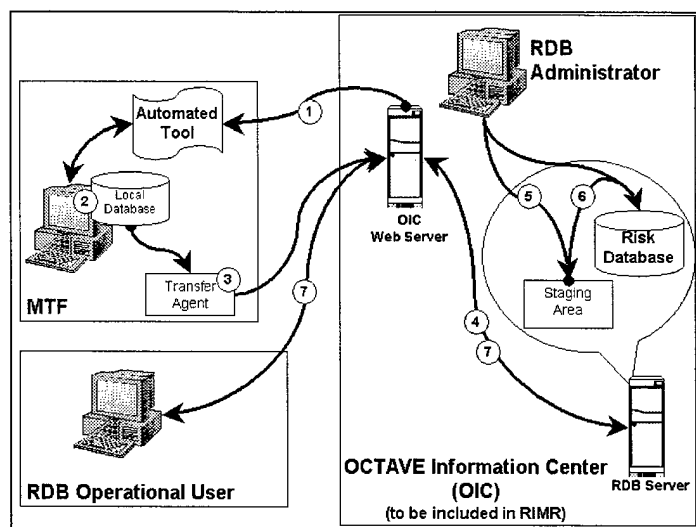 RDB
Administrator
1
Automated
Tool
2
Local
Database
OIC
Web Server
5
6
Risk
Database
Transfer
Agent
3
7
4
7
Staging
Area
MTF
RDB Operational User
OCTAVE Information Center
(OIC)
(to be included in RIMR)
RDB Server